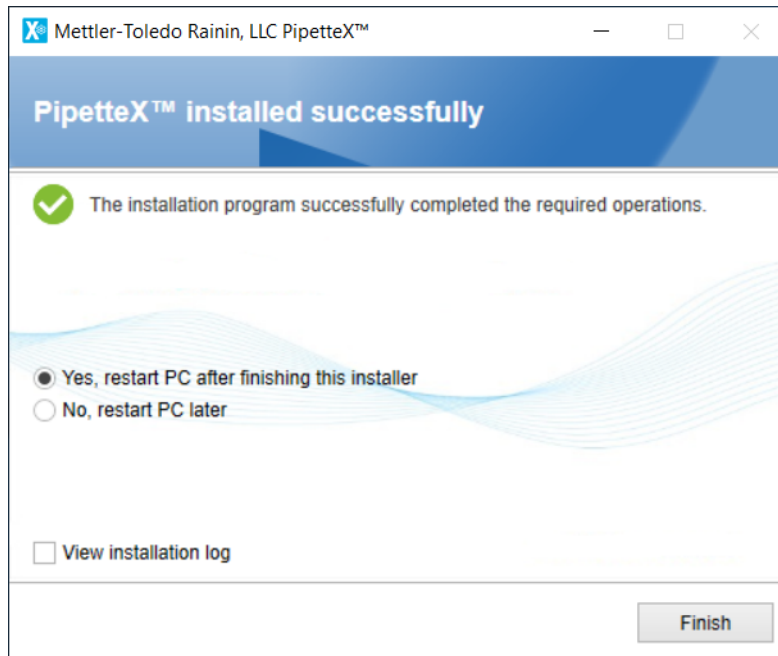 X Mettler-Toledo Rainin, LLC PipetteX™
PipetteX™ installed successfully
The installation program successfully completed the required operations.
Yes, restart PC after finishing this installer
No, restart PC later
View installation log
Finish